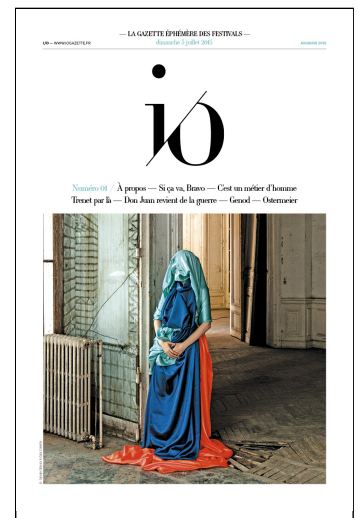 — LA GAZETTE ÉPHÉMÈRE DES FESTIVALS —
I/O — WWW.IOGAZETTE.FR
dimanche 5 juillet 2015
i/o
Numéro 01 / À propos — Si ça va, Bravo — C'est un métier d'homme
Trenet par là — Don Juan revient de la guerre — Genod — Ostermeier